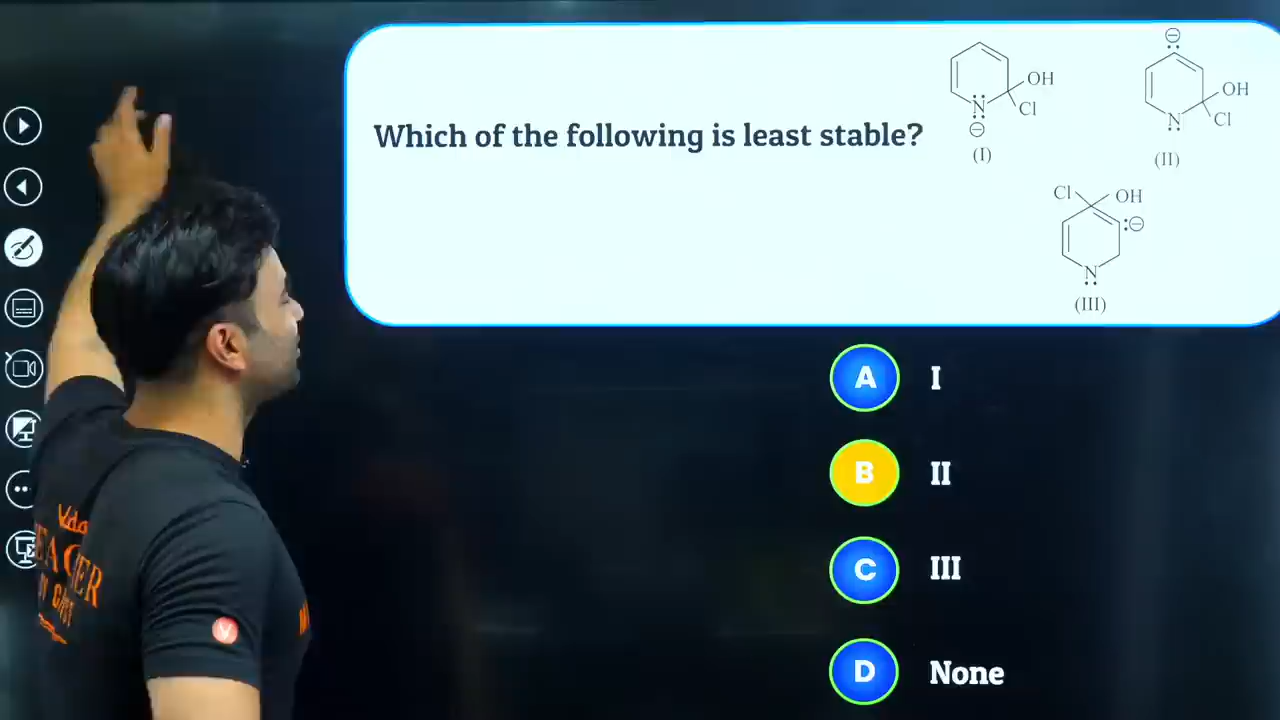 Which of the following is least stable?
N
⊖
OH
Cl
(I)
⊖
N
OH
Cl
(II)
Cl
OH
⊖
N
(III)
A I
B II
C III
D None
V